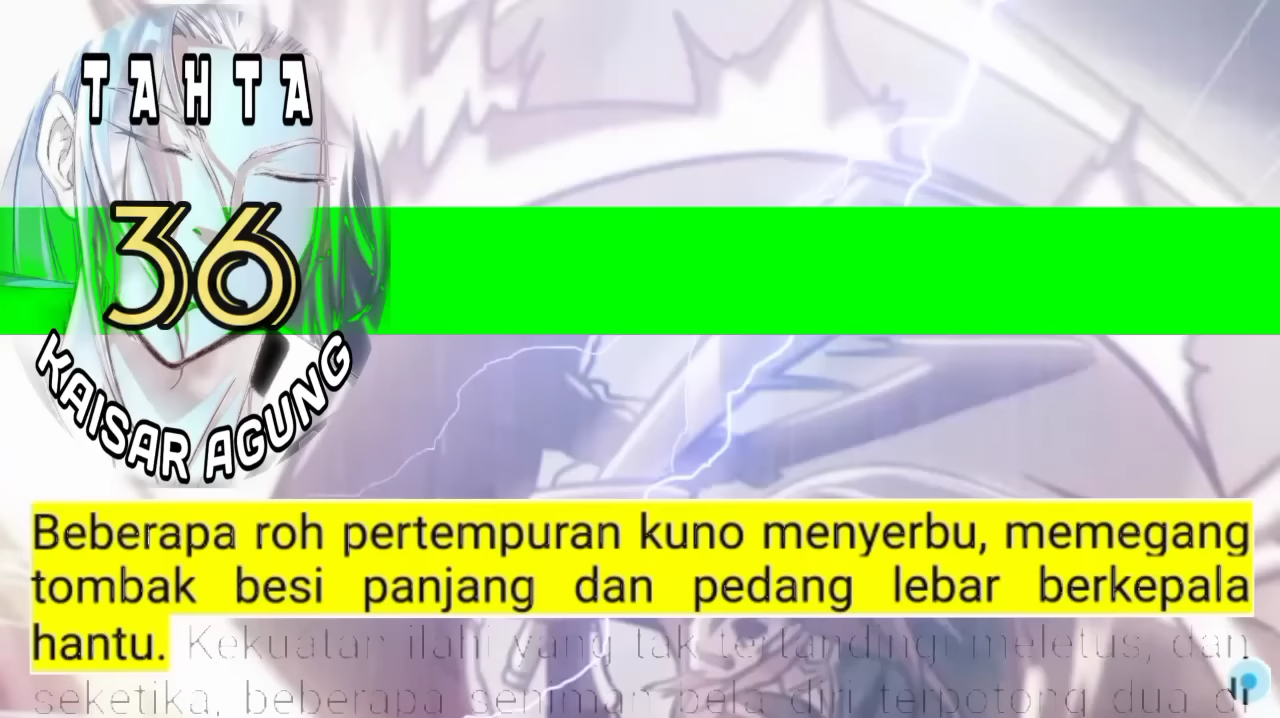 TAHTA
36
KAISAR AGUNG
Beberapa roh pertempuran kuno menyerbu, memegang
tombak besi panjang dan pedang lebar berkepala
hantu. Kekuatan ilahi yang tak tertandingi meletus, dan
seketika, beberapa seniman bela diri terpotong dua di